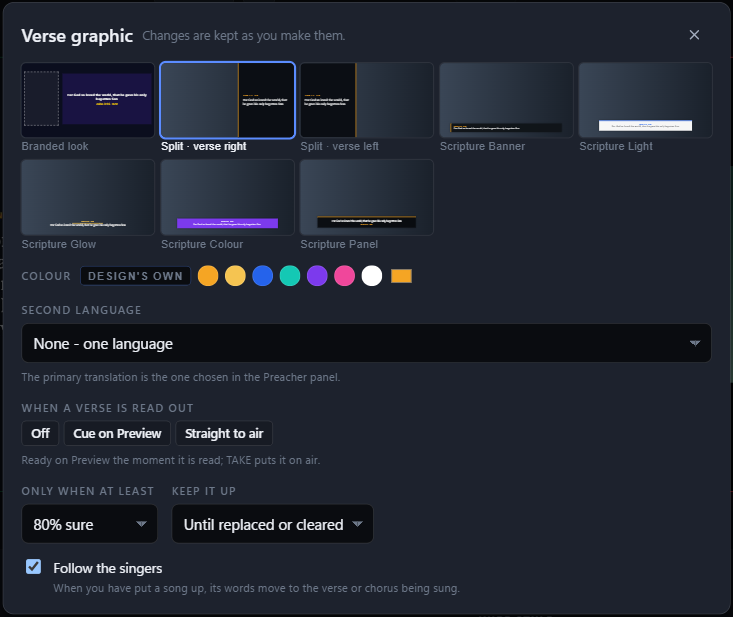 Verse graphic Changes are kept as you make them.
Branded look
Split · verse right
Split · verse left
Scripture Banner
Scripture Light
Scripture Glow
Scripture Colour
Scripture Panel
COLOUR DESIGN'S OWN
SECOND LANGUAGE
None - one language
The primary translation is the one chosen in the Preacher panel.
WHEN A VERSE IS READ OUT
Off Cue on Preview Straight to air
Ready on Preview the moment it is read; TAKE puts it on air.
ONLY WHEN AT LEAST KEEP IT UP
80% sure Until replaced or cleared
Follow the singers
When you have put a song up, its words move to the verse or chorus being sung.